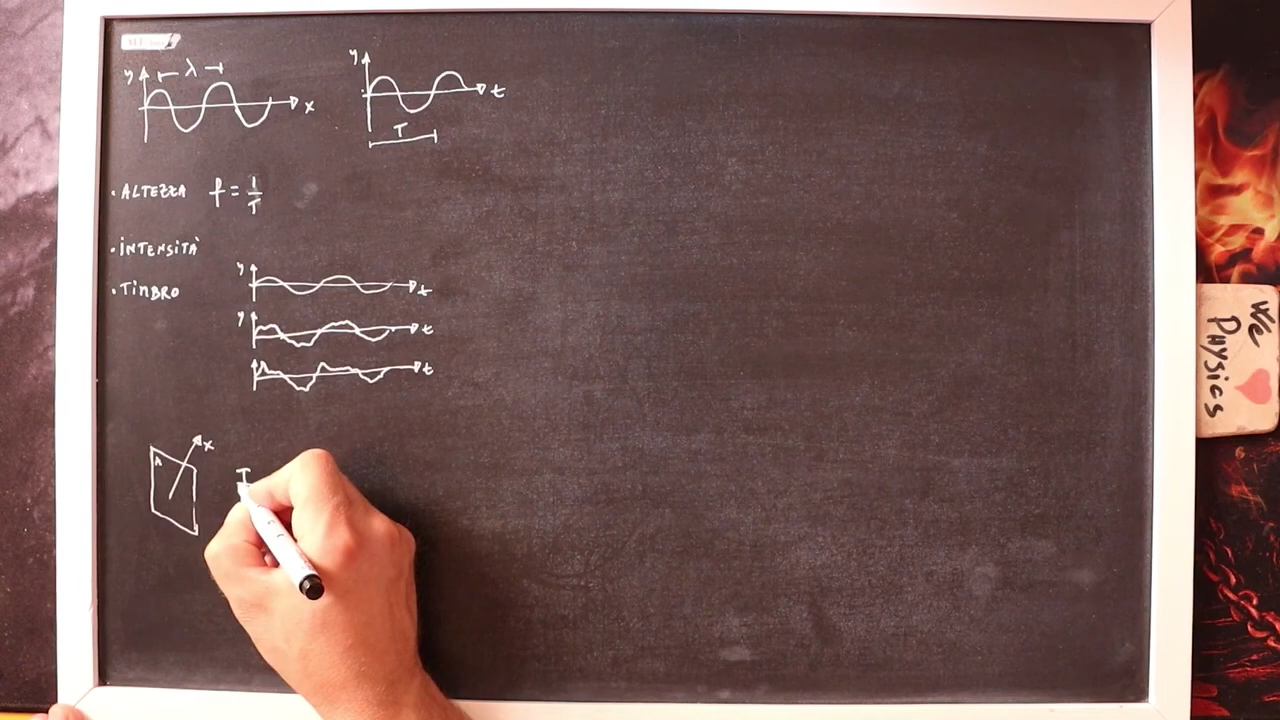 y λ x
y t
T
• ALTEZZA f = 1/T
• INTENSITÀ
• TIMBRO y t
y t
t
A x
I
We
PHYSICS